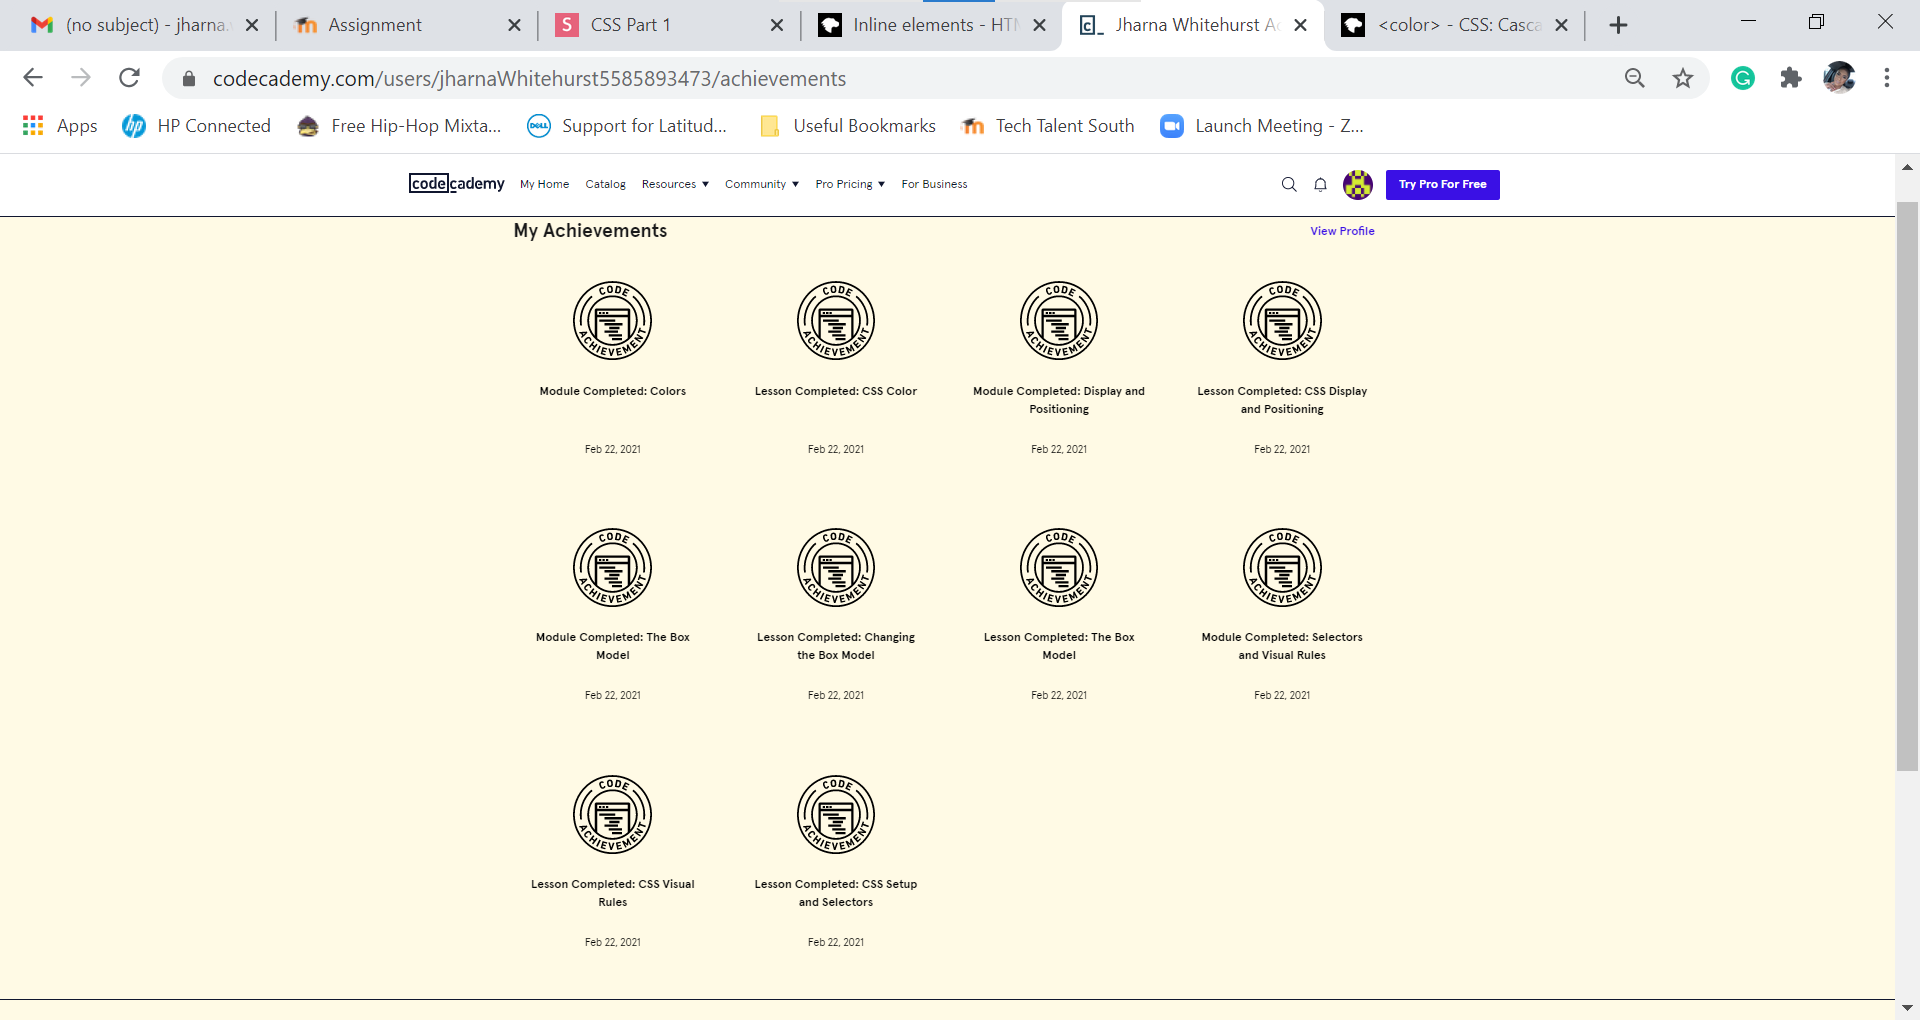 (no subject) - jharna.
Assignment
CSS Part 1
Inline elements - HTM
Jharna Whitehurst Ac
<color> - CSS: Casca
codecademy.com/users/jharnaWhitehurst5585893473/achievements
Apps
HP Connected
Free Hip-Hop Mixta...
DELL
Support for Latitud...
Useful Bookmarks
Tech Talent South
Launch Meeting - Z...
codecademy
My Home
Catalog
Resources
Community
Pro Pricing
For Business
Try Pro For Free
My Achievements
View Profile
CODE ACHIEVEMENT
CODE ACHIEVEMENT
CODE ACHIEVEMENT
CODE ACHIEVEMENT
Module Completed: Colors
Feb 22, 2021
Lesson Completed: CSS Color
Feb 22, 2021
Module Completed: Display and
Positioning
Feb 22, 2021
Lesson Completed: CSS Display
and Positioning
Feb 22, 2021
CODE ACHIEVEMENT
CODE ACHIEVEMENT
CODE ACHIEVEMENT
CODE ACHIEVEMENT
Module Completed: The Box
Model
Feb 22, 2021
Lesson Completed: Changing
the Box Model
Feb 22, 2021
Lesson Completed: The Box
Model
Feb 22, 2021
Module Completed: Selectors
and Visual Rules
Feb 22, 2021
CODE ACHIEVEMENT
CODE ACHIEVEMENT
Lesson Completed: CSS Visual
Rules
Feb 22, 2021
Lesson Completed: CSS Setup
and Selectors
Feb 22, 2021